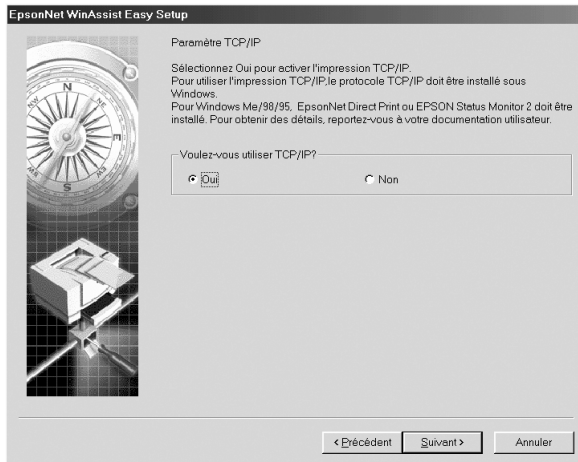 EpsonNet WinAssist Easy Setup
Paramètre TCP/IP
Sélectionnez Oui pour activer l'impression TCP/IP.
Pour utiliser l'impression TCP/IP,le protocole TCP/IP doit être installé sous
Windows.
Pour Windows Me/98/95, EpsonNet Direct Print ou EPSON Status Monitor 2 doit être
installé. Pour obtenir des détails, reportez-vous à votre documentation utilisateur.
Voulez-vous utiliser TCP/IP?
Oui Non
N
NE
E
S
NW
< Précédent Suivant > Annuler